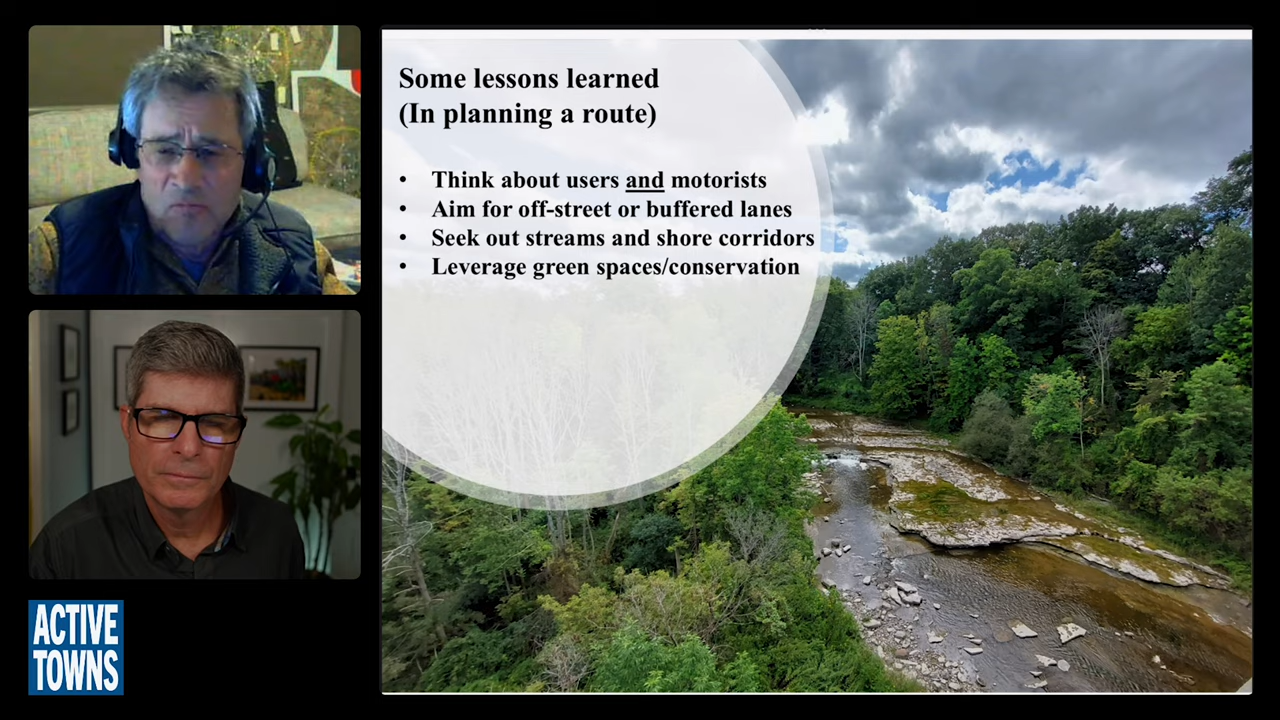 Some lessons learned
(In planning a route)
• Think about users and motorists
• Aim for off-street or buffered lanes
• Seek out streams and shore corridors
• Leverage green spaces/conservation
ACTIVE
TOWNS